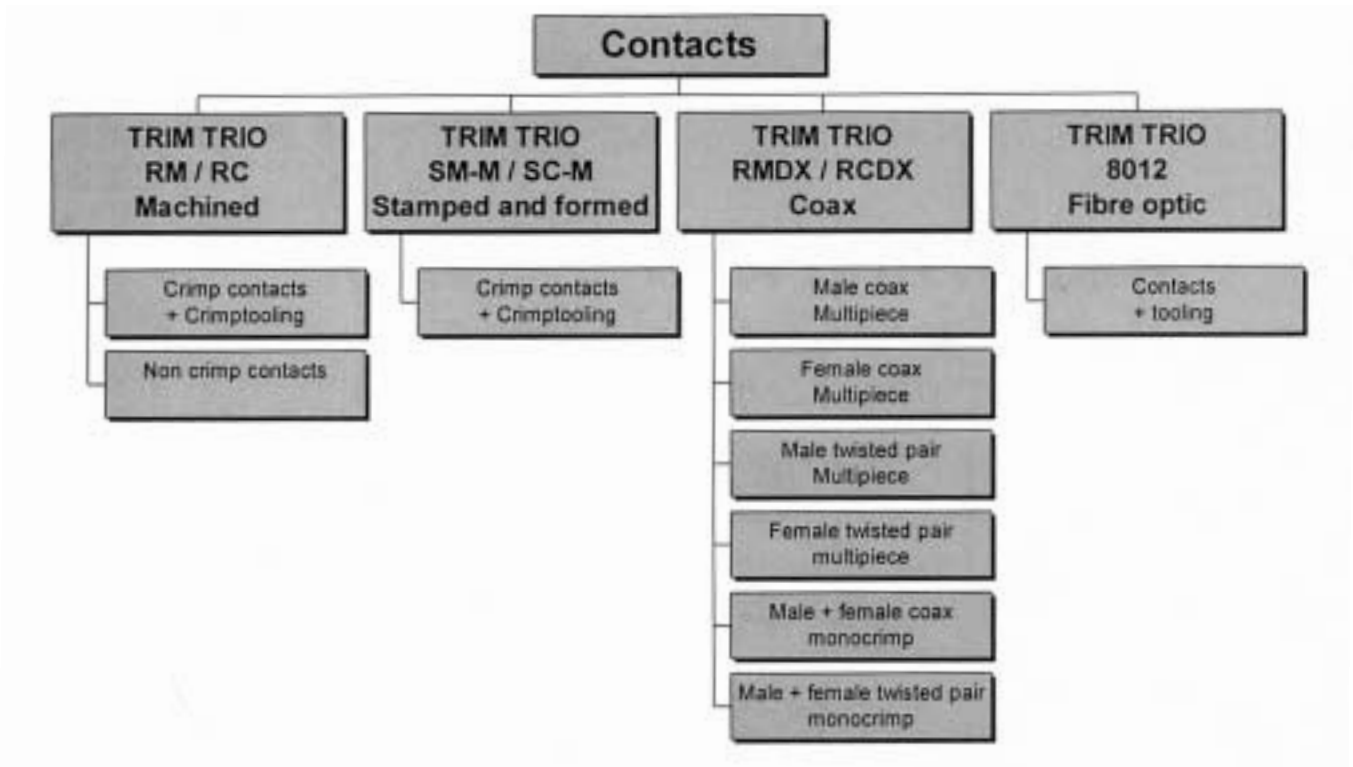 Contacts
TRIM TRIO
RM / RC
Machined
TRIM TRIO
SM-M / SC-M
Stamped and formed
TRIM TRIO
RMDX / RCDX
Coax
TRIM TRIO
8012
Fibre optic
Crimp contacts
+ Crimptooling
Non crimp contacts
Crimp contacts
+ Crimptooling
Male coax
Multipiece
Female coax
Multipiece
Male twisted pair
Multipiece
Female twisted pair
multipiece
Male + female coax
monocrimp
Male + female twisted pair
monocrimp
Contacts
+ tooling